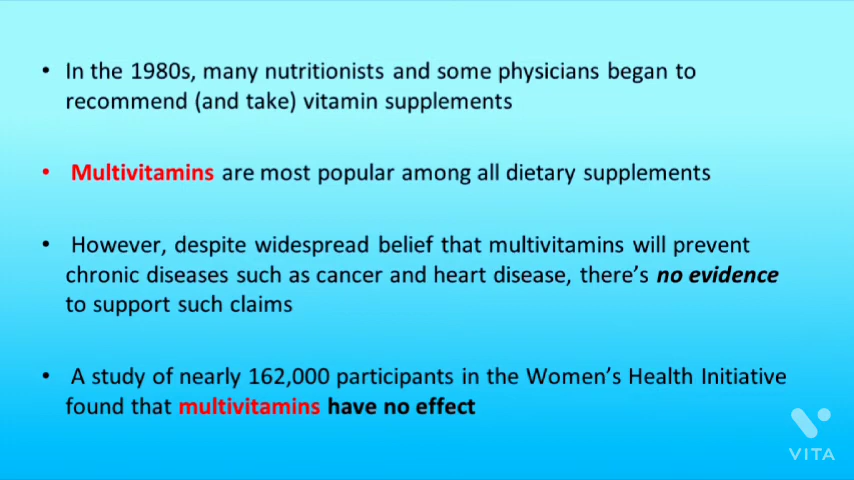 • In the 1980s, many nutritionists and some physicians began to
recommend (and take) vitamin supplements
• Multivitamins are most popular among all dietary supplements
• However, despite widespread belief that multivitamins will prevent
chronic diseases such as cancer and heart disease, there's no evidence
to support such claims
• A study of nearly 162,000 participants in the Women's Health Initiative
found that multivitamins have no effect
VITA